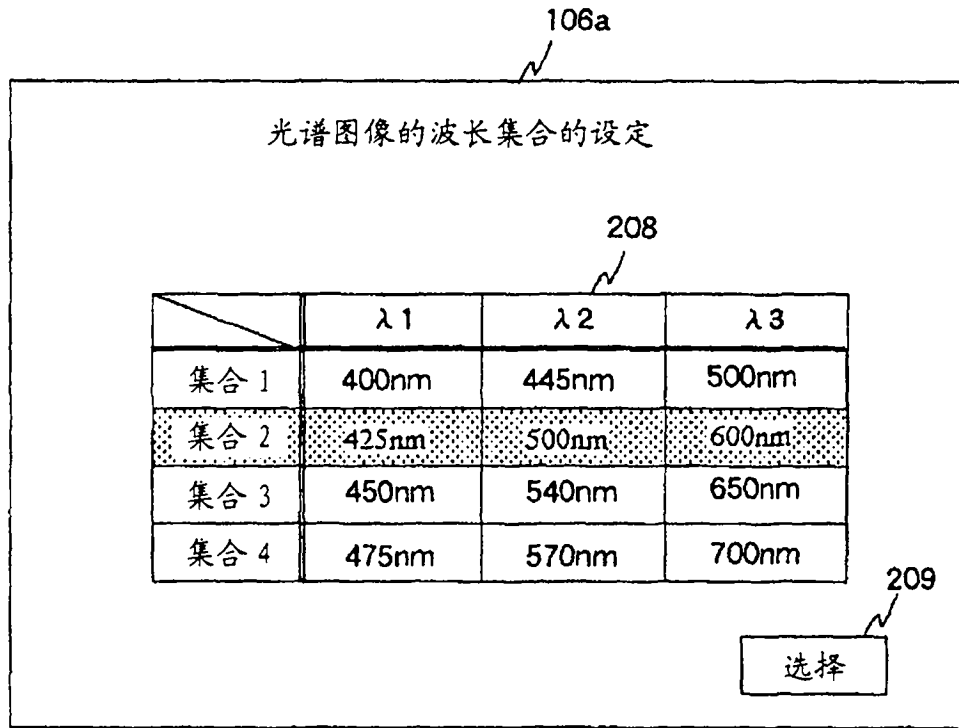 106a
光谱图像的波长集合的设定
208
λ1 λ2 λ3
集合 1 400nm 445nm 500nm
集合 2 425nm 500nm 600nm
集合 3 450nm 540nm 650nm
集合 4 475nm 570nm 700nm
209
选择